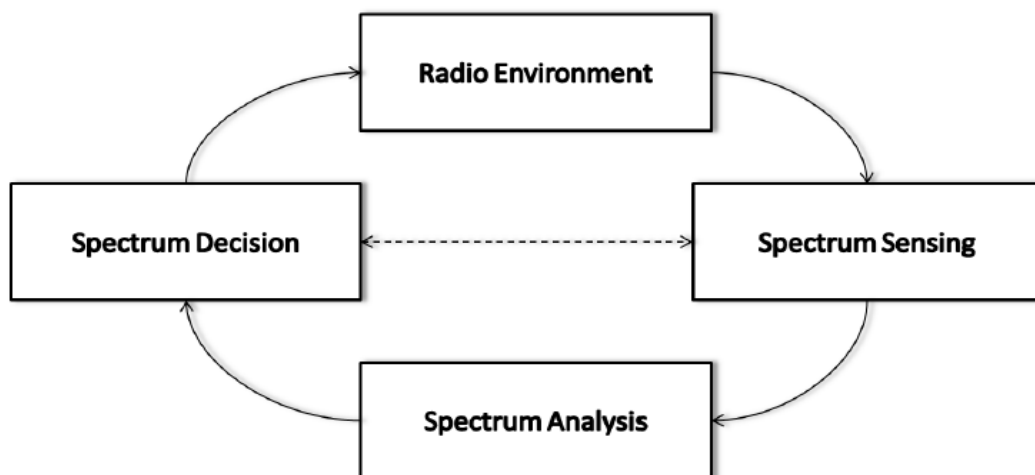 Radio Environment
Spectrum Decision
Spectrum Sensing
Spectrum Analysis